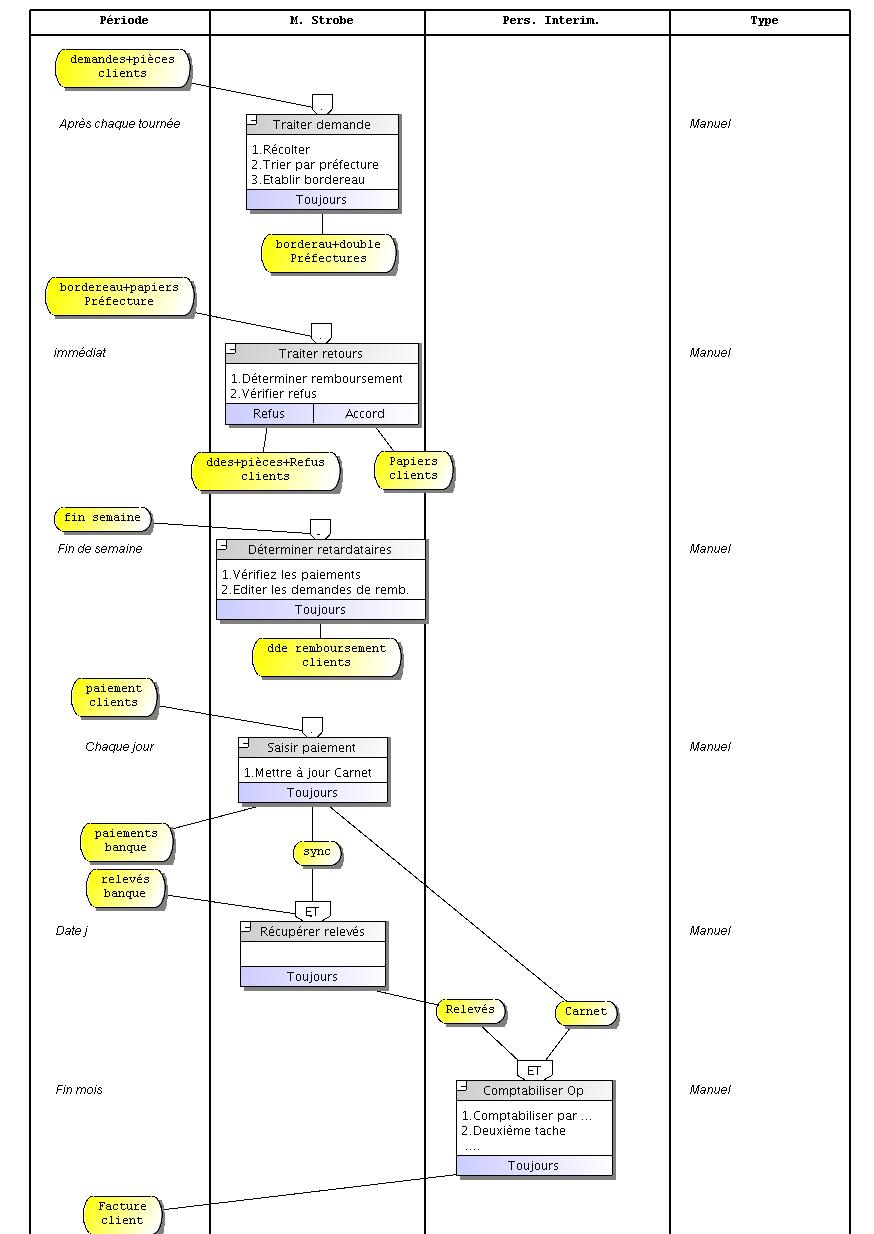 Période M. Strobe Pers. Interim. Type
demandes+pièces
clients
Après chaque tournée
Traiter demande
Manuel
1.Récolter
2.Trier par préfecture
3.Etablir bordereau
Toujours
borderau+double
Préfectures
bordereau+papiers
Préfecture
immédiat
Traiter retours
Manuel
1.Déterminer remboursement
2.Vérifier refus
Refus Accord
ddes+pièces+Refus
clients
Papiers
clients
fin semaine
Fin de semaine
Déterminer retardataires
Manuel
1.Vérifiez les paiements
2.Editer les demandes de remb.
Toujours
dde remboursement
clients
paiement
clients
Chaque jour
Saisir paiement
Manuel
1.Mettre à jour Carnet
Toujours
paiements
banque
sync
relevés
banque
ET
Date j
Récupérer relevés
Manuel
Toujours
Relevés
Carnet
ET
Fin mois
Comptabiliser Op
Manuel
1.Comptabiliser par ...
2.Deuxième tache
....
Toujours
Facture
client